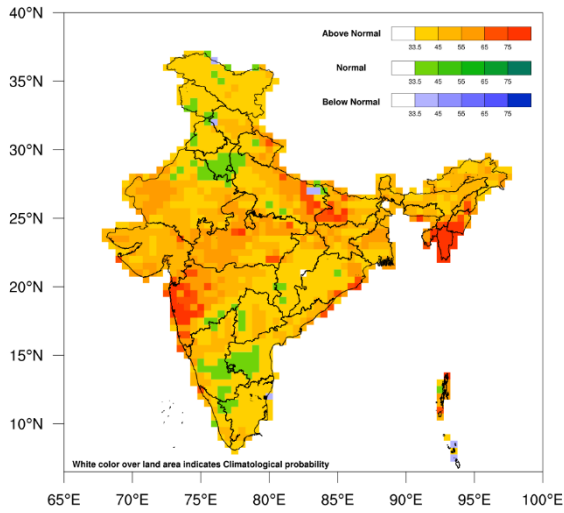 40°N
Above Normal
33.5 45 55 65 75
35°N
Normal
33.5 45 55 65 75
Below Normal
33.5 45 55 65 75
30°N
25°N
20°N
15°N
10°N
White color over land area indicates Climatological probability
65°E 70°E 75°E 80°E 85°E 90°E 95°E 100°E